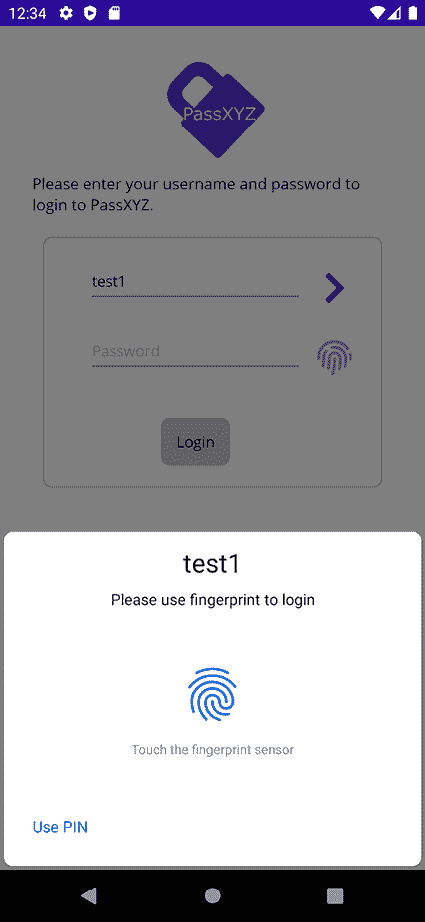 12:34
PassXYZ
Please enter your username and password to
login to PassXYZ.
test1
Password
Login
test1
Please use fingerprint to login
Touch the fingerprint sensor
Use PIN